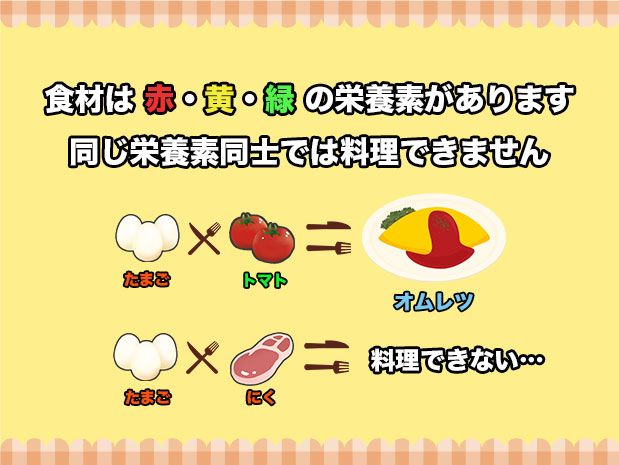 食材は 赤・黄・緑 の栄養素があります
同じ栄養素同士では料理できません
たまご
トマト
オムレツ
たまご
にく
料理できない…